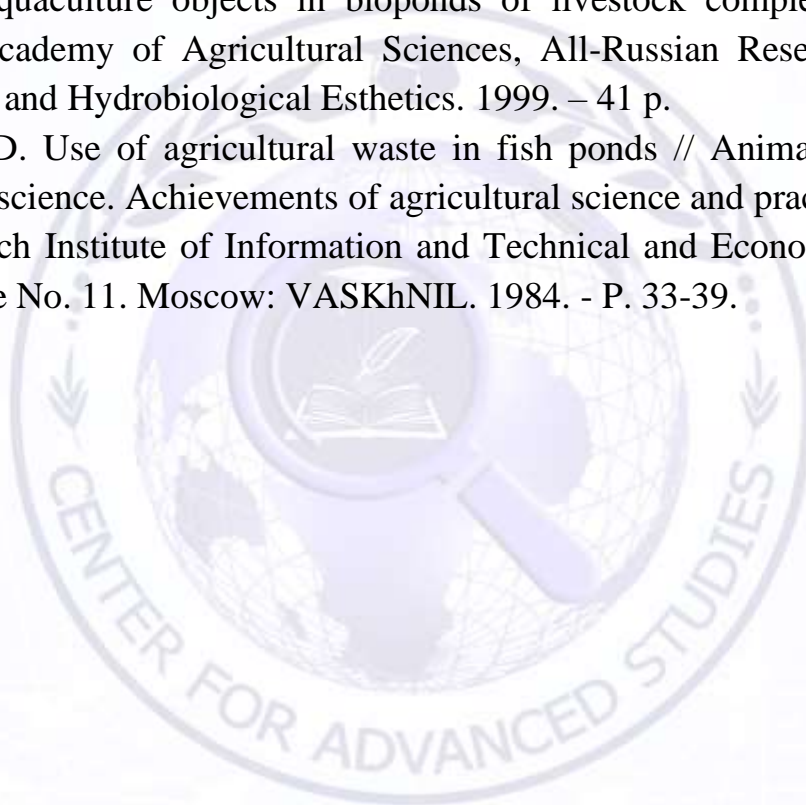 quaculture objects in bioponds of livestock comple
cademy of Agricultural Sciences, All-Russian Rese
and Hydrobiological Esthetics. 1999. – 41 p.
D. Use of agricultural waste in fish ponds // Anima
science. Achievements of agricultural science and prac
ch Institute of Information and Technical and Econo
e No. 11. Moscow: VASKhNIL. 1984. - P. 33-39.
CENTER FOR ADVANCED STUDIES